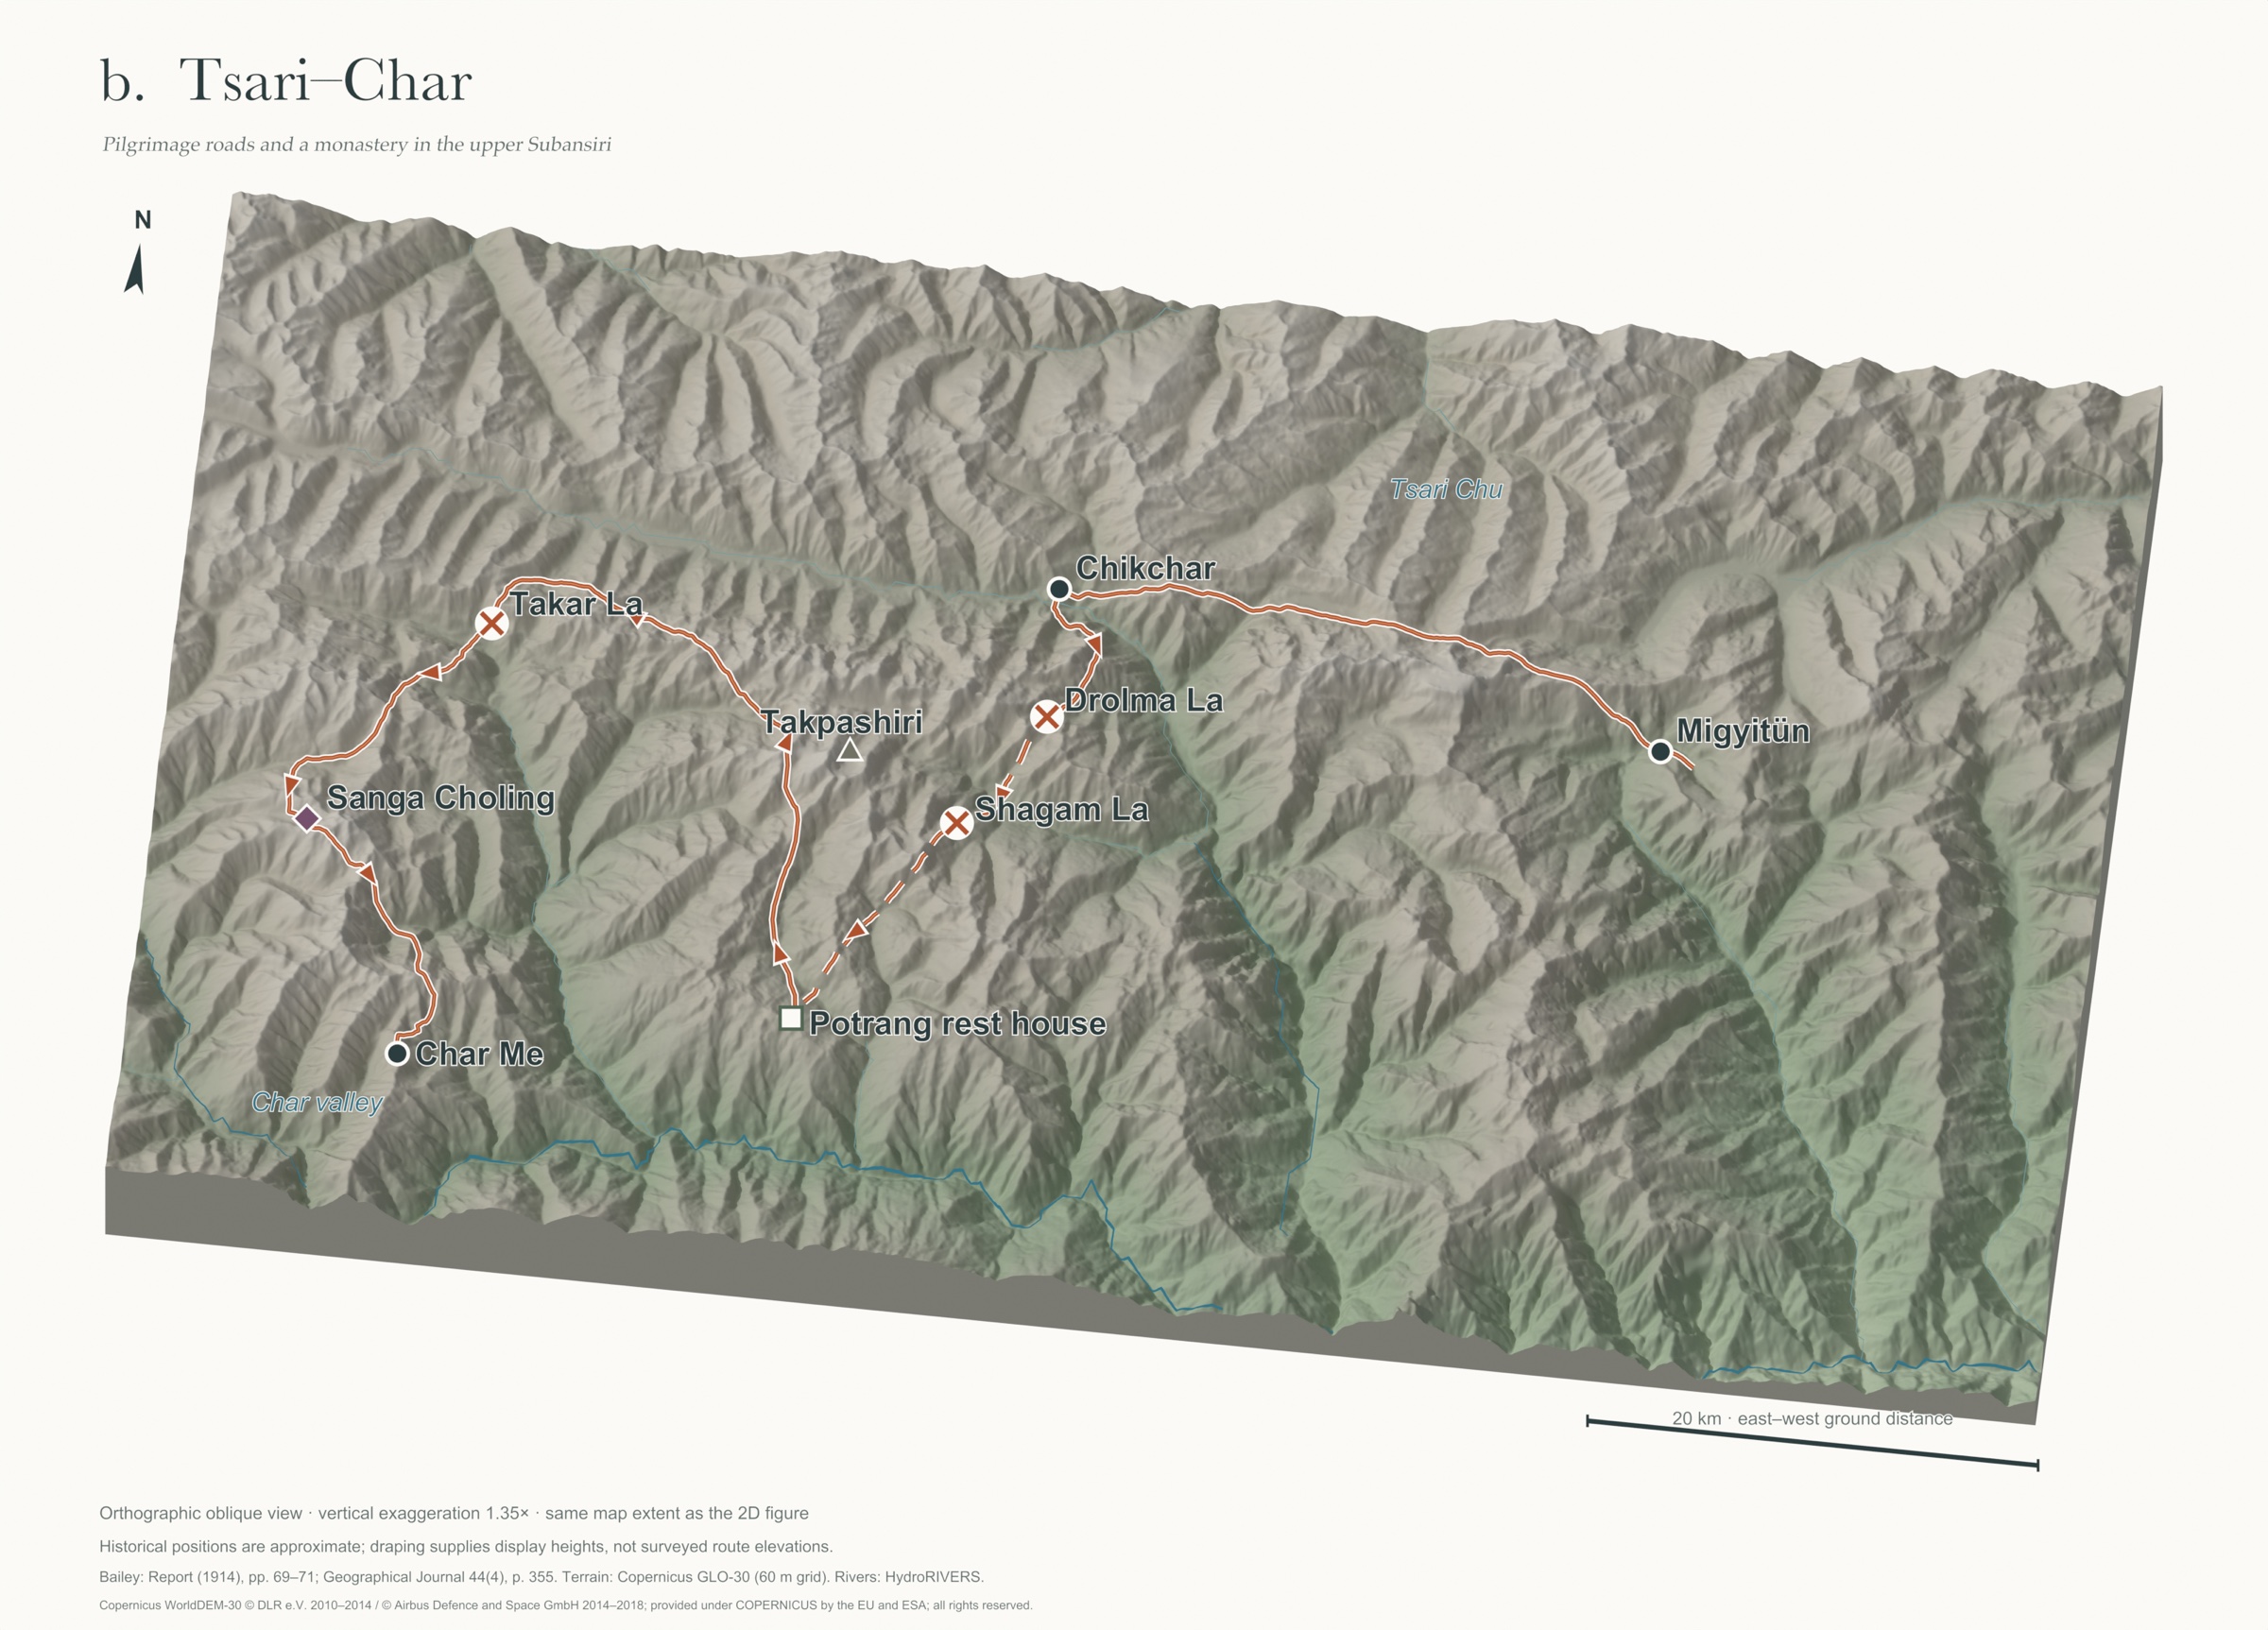 b. Tsari–Char
Pilgrimage roads and a monastery in the upper Subansiri
N
Tsari Chu
Chikchar
Takar La
Drolma La
Takpashiri
Migyitün
Sanga Choling
Shagam La
Potrang rest house
Char Me
Char valley
20 km · east–west ground distance
Orthographic oblique view · vertical exaggeration 1.35× · same map extent as the 2D figure
Historical positions are approximate; draping supplies display heights, not surveyed route elevations.
Bailey: Report (1914), pp. 69–71; Geographical Journal 44(4), p. 355. Terrain: Copernicus GLO-30 (60 m grid). Rivers: HydroRIVERS.
Copernicus WorldDEM-30 © DLR e.V. 2010–2014 / © Airbus Defence and Space GmbH 2014–2018; provided under COPERNICUS by the EU and ESA; all rights reserved.